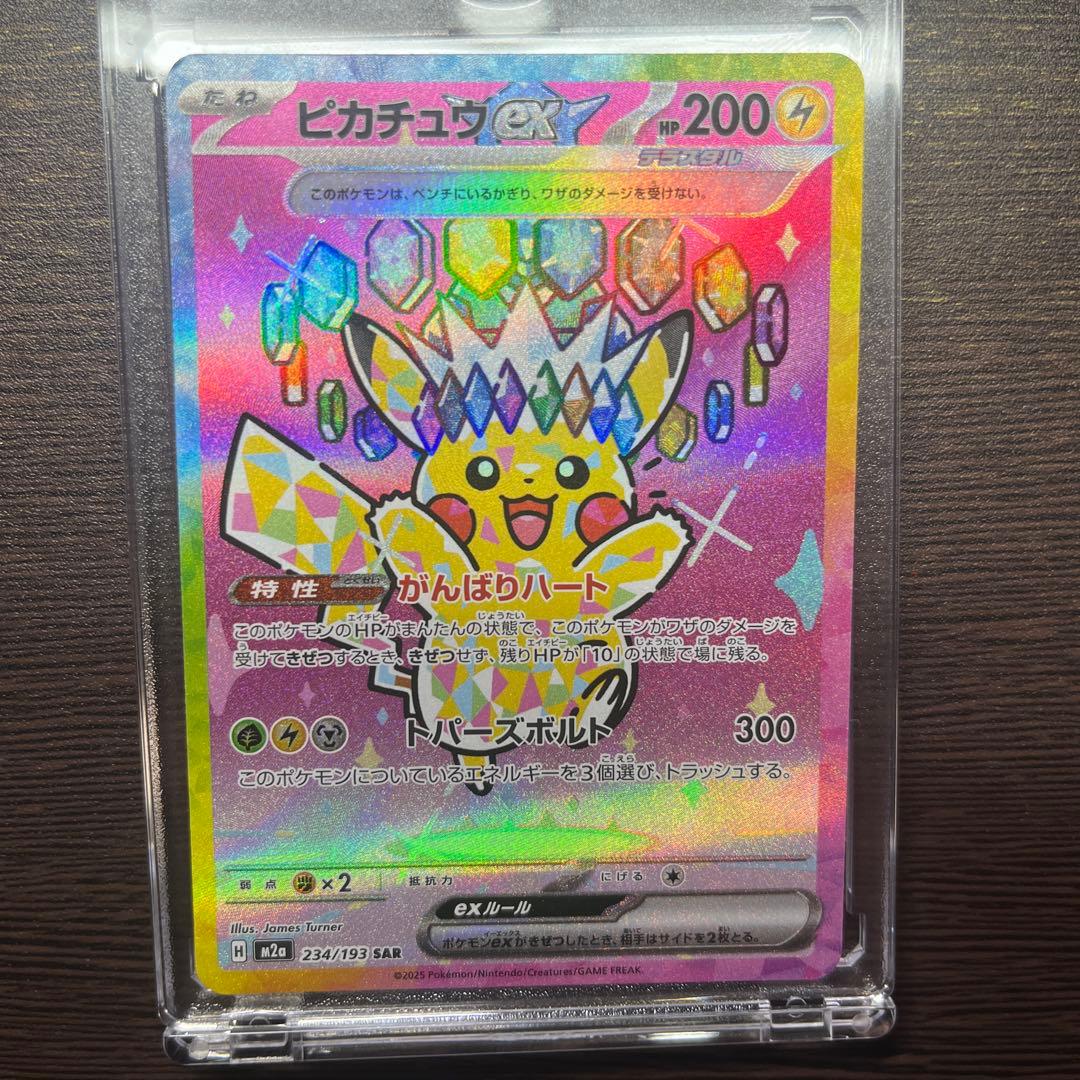 たね ピカチュウex HP200
テラスタル
このポケモンは、ベンチにいるかぎり、ワザのダメージを受けない。
特性 とくせい がんばりハート
このポケモンのHPがまんたんの状態で、このポケモンがワザのダメージを
受けてきぜつするとき、きぜつせず、残りHPが「10」の状態で場に残る。
トパーズボルト 300
このポケモンについているエネルギーを3個選び、トラッシュする。
弱点 ×2 抵抗力 にげる
exルール
ポケモンexがきぜつしたとき、相手はサイドを2枚とる。
Illus. James Turner
H m2a 234/193 SAR
©2025 Pokémon/Nintendo/Creatures/GAME FREAK.